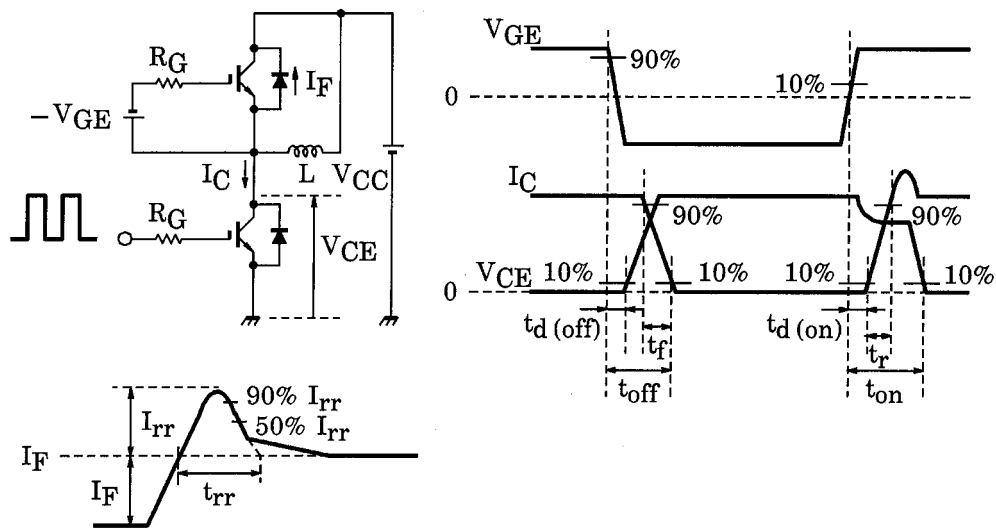 R_G
I_F
−V_GE
I_C
L
V_CC
R_G
V_CE
V_GE
90%
10%
0
I_C
90%
90%
V_CE
10%
10%
10%
10%
0
t_d (off)
t_f
t_off
t_d (on)
t_r
t_on
I_rr
90% I_rr
50% I_rr
I_F
I_F
t_rr